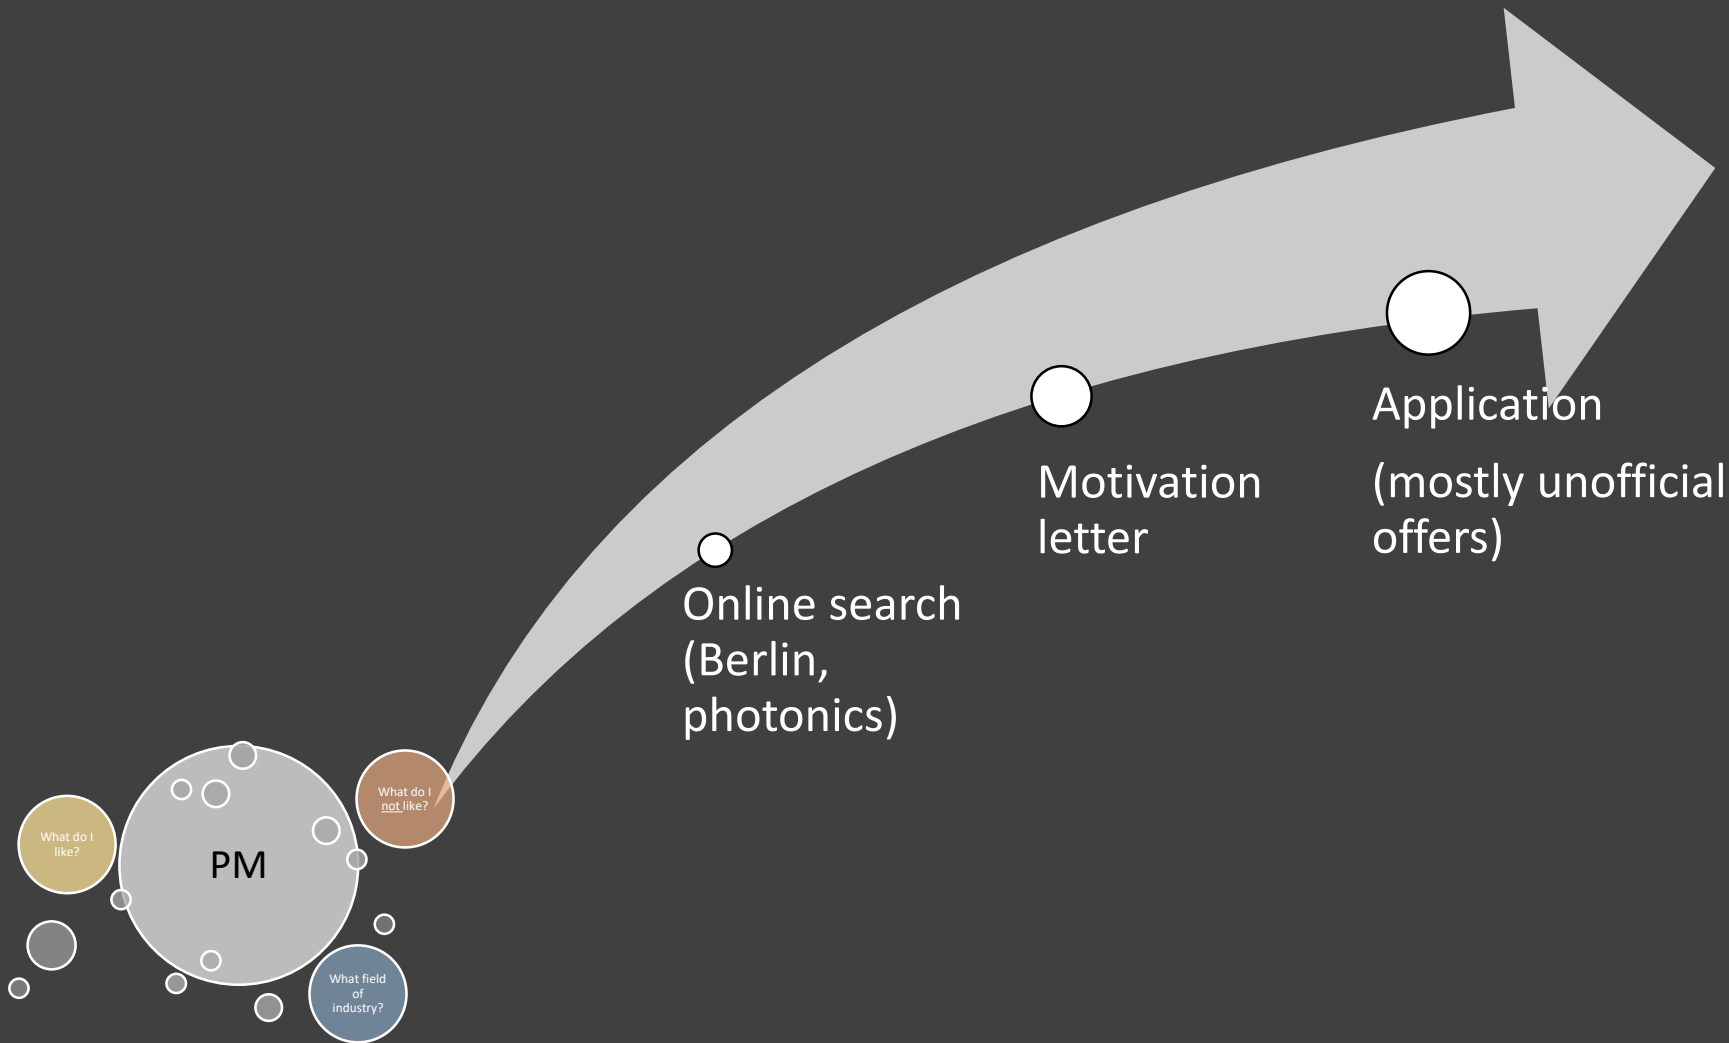 Application
(mostly unofficial
offers)
Motivation
letter
Online search
(Berlin,
photonics)
What do I
not like?
What do I
like?
PM
What field
of
industry?